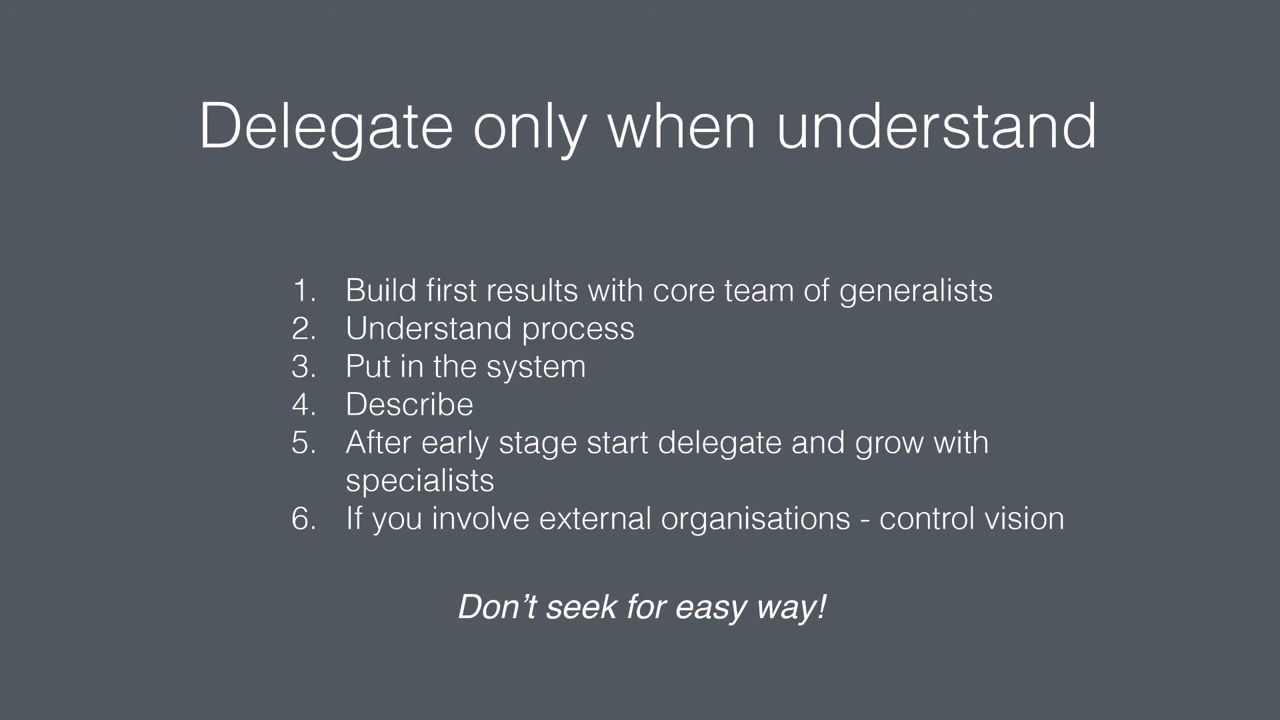 Delegate only when understand
1. Build first results with core team of generalists
2. Understand process
3. Put in the system
4. Describe
5. After early stage start delegate and grow with
specialists
6. If you involve external organisations - control vision
Don’t seek for easy way!